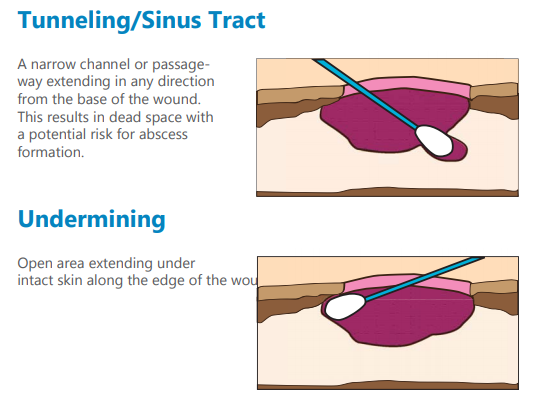 Tunneling/Sinus Tract
A narrow channel or passage-
way extending in any direction
from the base of the wound.
This results in dead space with
a potential risk for abscess
formation.
Undermining
Open area extending under
intact skin along the edge of the wou